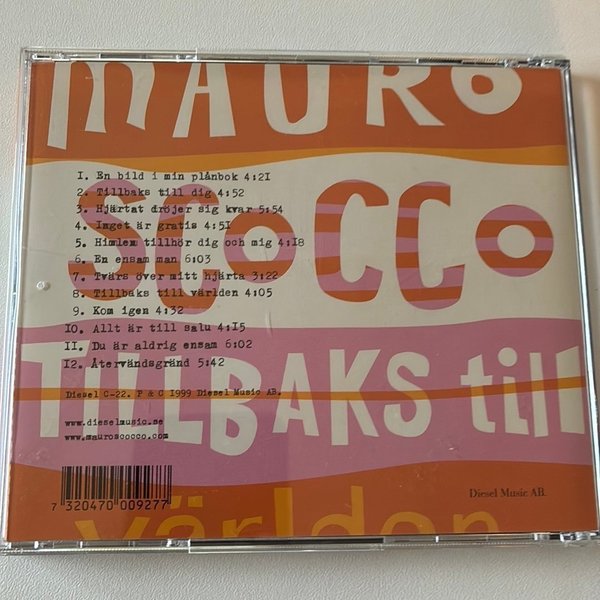 MAURO
SCOCCO
TILLBAKS till
världen
1. En bild i min plånbok 4:21
2. Tillbaks till dig 4:52
3. Hjärtat dröjer sig kvar 5:54
4. Inget är gratis 4:51
5. Himlen tillhör dig och mig 4:18
6. En ensam man 6:03
7. Tvärs över mitt hjärta 3:22
8. Tillbaks till världen 4:05
9. Kom igen 4:32
10. Allt är till salu 4:15
11. Du är aldrig ensam 6:02
12. Återvändsgränd 5:42
Diesel C-22. P & C 1999 Diesel Music AB.
www.dieselmusic.se
www.mauroscocco.com
7 320470 009277
Diesel Music AB.